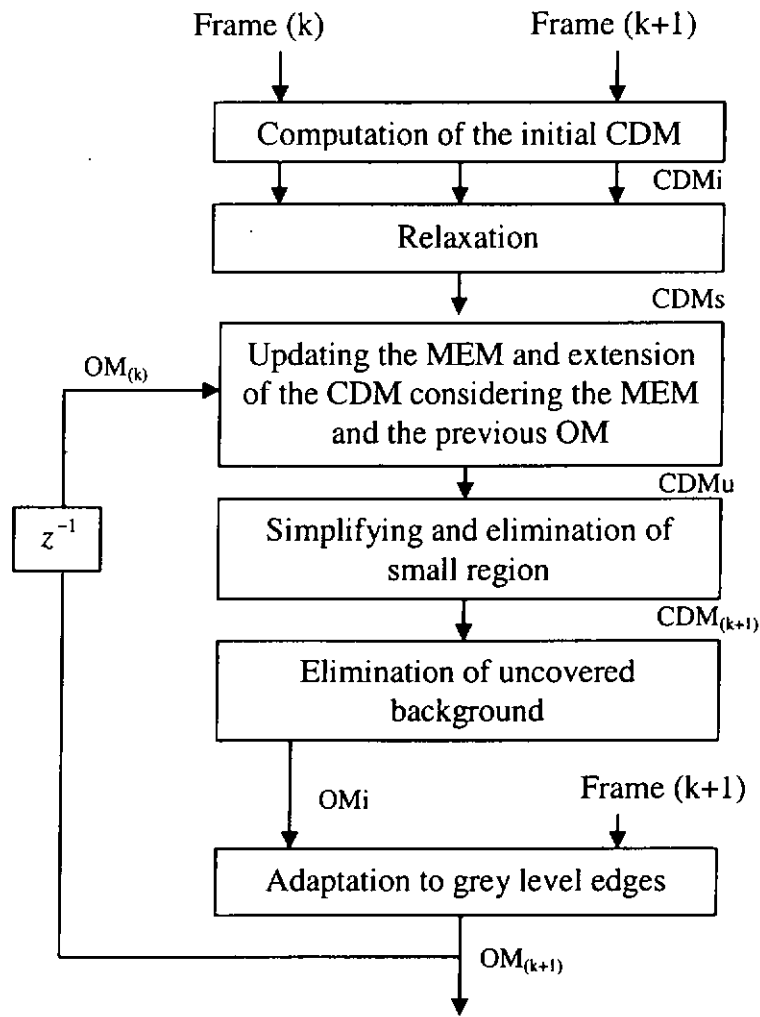 Frame (k)
Frame (k+1)
Computation of the initial CDM
CDMi
Relaxation
CDMs
OM(k)
Updating the MEM and extension
of the CDM considering the MEM
and the previous OM
CDMu
z⁻¹
Simplifying and elimination of
small region
CDM(k+1)
Elimination of uncovered
background
OMi
Frame (k+1)
Adaptation to grey level edges
OM(k+1)